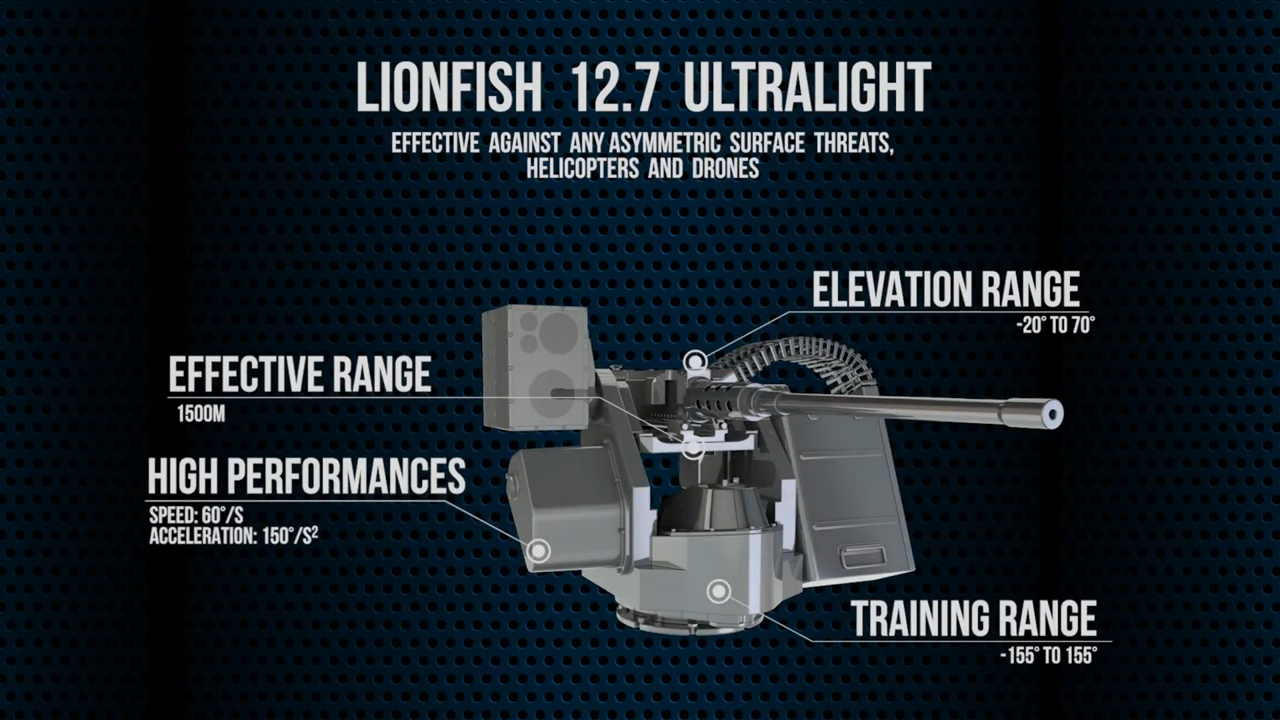 LIONFISH 12.7 ULTRALIGHT
EFFECTIVE AGAINST ANY ASYMMETRIC SURFACE THREATS,
HELICOPTERS AND DRONES
ELEVATION RANGE
-20° TO 70°
EFFECTIVE RANGE
1500M
HIGH PERFORMANCES
SPEED: 60°/S
ACCELERATION: 150°/S²
TRAINING RANGE
-155° TO 155°